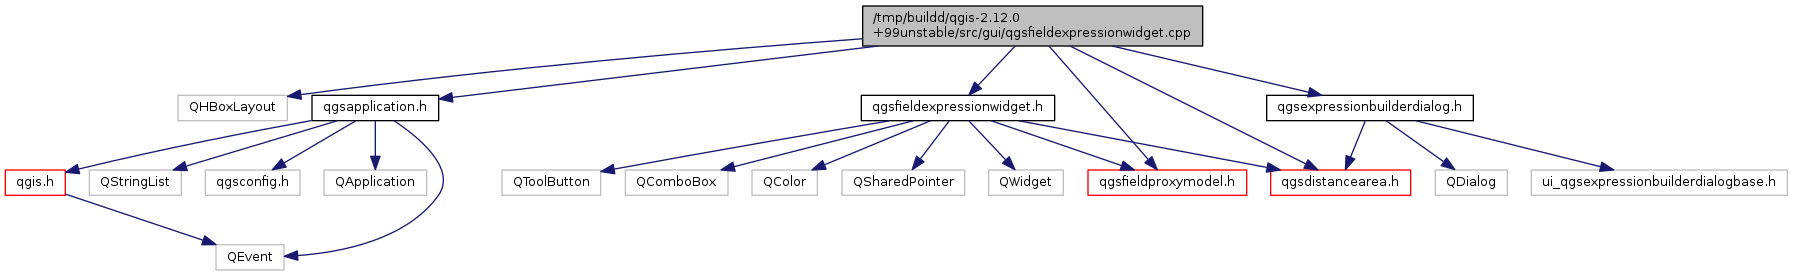 /tmp/buildd/qgis-2.12.0
+99unstable/src/gui/qgsfieldexpressionwidget.cpp
QHBoxLayout
qgsapplication.h
qgsfieldexpressionwidget.h
qgsexpressionbuilderdialog.h
qgis.h
QStringList
qgsconfig.h
QApplication
QToolButton
QComboBox
QColor
QSharedPointer
QWidget
qgsfieldproxymodel.h
qgsdistancearea.h
QDialog
ui_qgsexpressionbuilderdialogbase.h
QEvent